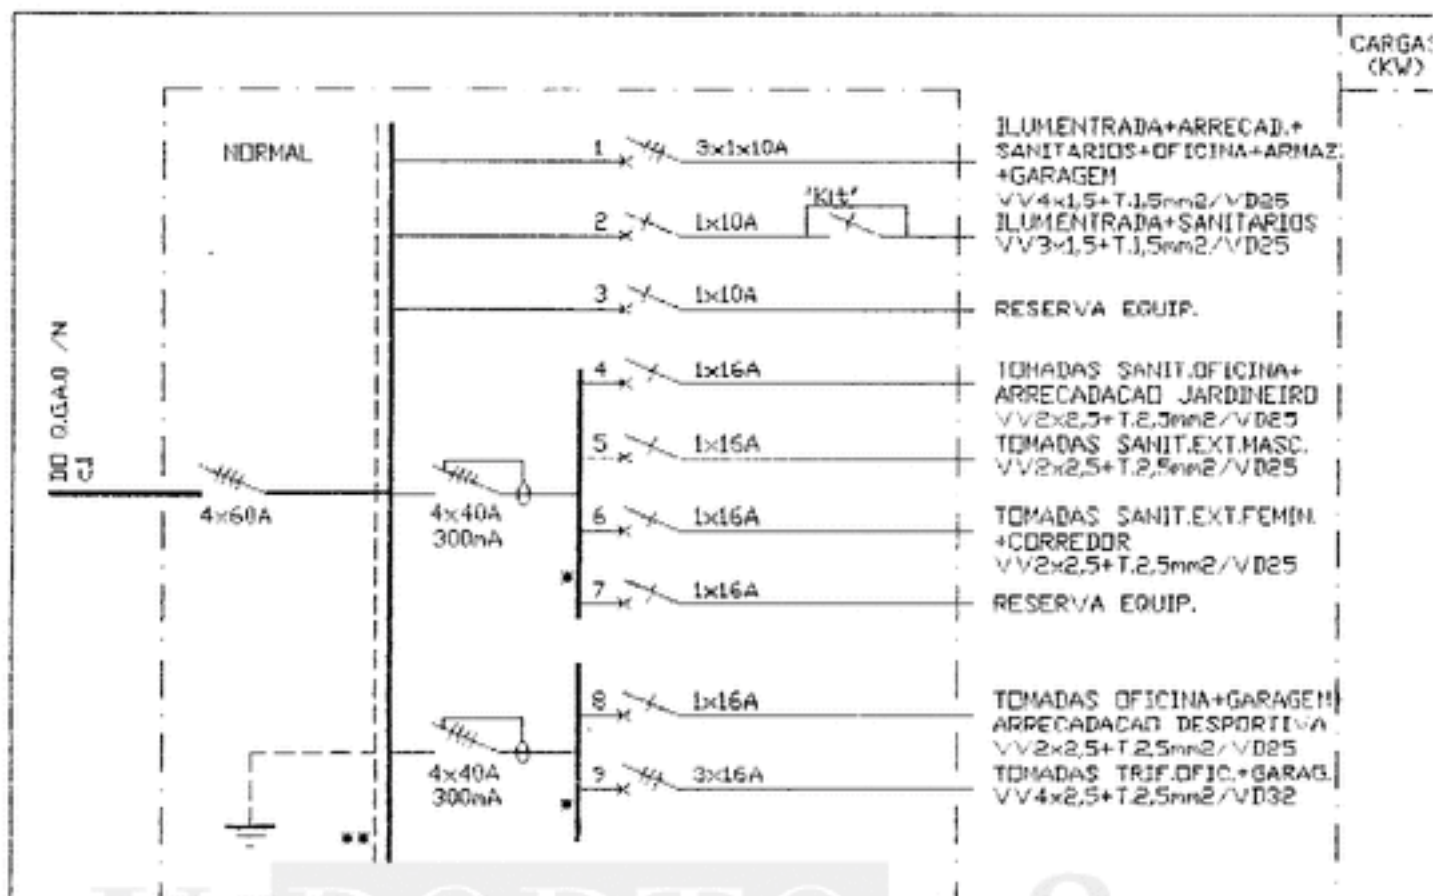 CARGAS
(KW)
NORMAL
1 3x1x10A
ILUM.ENTRADA+ARRECAD.+
SANITARIOS+OFICINA+ARMAZ.
+GARAGEM
VV4x1,5+T.1,5mm2/VD25
2 1x10A "Kit"
ILUM.ENTRADA+SANITARIOS
VV3x1,5+T.1,5mm2/VD25
3 1x10A
RESERVA EQUIP.
4 1x16A
TOMADAS SANIT.OFICINA+
ARRECADACAO JARDINEIRO
VV2x2,5+T.2,5mm2/VD25
5 1x16A
TOMADAS SANIT.EXT.MASC.
VV2x2,5+T.2,5mm2/VD25
DO Q.GA.0 /N
4x60A
4x40A
300mA
6 1x16A
TOMADAS SANIT.EXT.FEMIN.
+CORREDOR
VV2x2,5+T.2,5mm2/VD25
7 1x16A
RESERVA EQUIP.
8 1x16A
TOMADAS OFICINA+GARAGEM
ARRECADACAO DESPORTIVA
VV2x2,5+T.2,5mm2/VD25
4x40A
300mA
9 3x16A
TOMADAS TRIF.OFIC.+GARAG.
VV4x2,5+T.2,5mm2/VD32